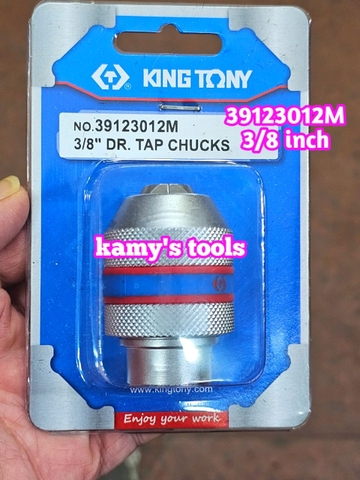 KING TONY
NO.39123012M
3/8" DR. TAP CHUCKS
39123012M
3/8 inch
kamy's tools
www.kingtony.com
Enjoy your work